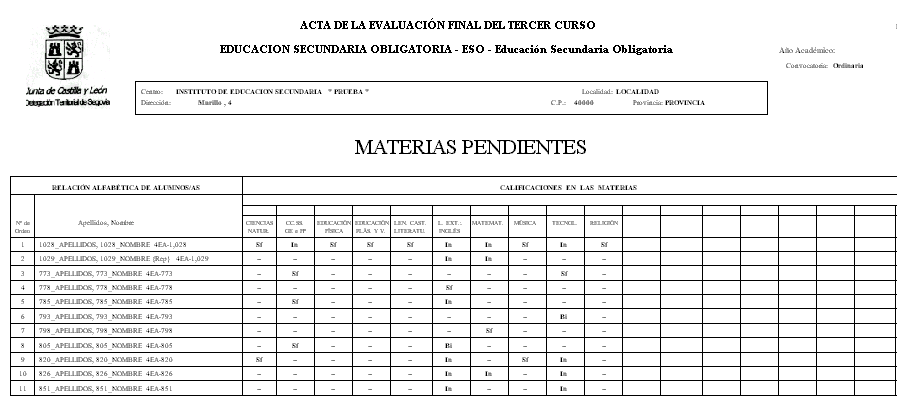 ACTA DE LA EVALUACIÓN FINAL DEL TERCER CURSO
EDUCACION SECUNDARIA OBLIGATORIA - ESO - Educación Secundaria Obligatoria
Año Académico:
Convocatoria: Ordinaria
Junta de Castilla y León
Delegación Territorial de Segovia
Centro: INSTITUTO DE EDUCACION SECUNDARIA " PRUEBA " Localidad: LOCALIDAD
Dirección: Murillo , 4 C.P.: 40000 Provincia: PROVINCIA
MATERIAS PENDIENTES
RELACIÓN ALFABÉTICA DE ALUMNOS/AS CALIFICACIONES EN LAS MATERIAS
Nº de Orden Apellidos, Nombre CIENCIAS NATUR. CC SS. GE e Hª EDUCACIÓN FÍSICA EDUCACIÓN PLÁS. Y V. LEN. CAST. LITERATU. L. EXT. : INGLÉS MATEMAT. MÚSICA TECNOL. RELIGIÓN
1 1028_APELLIDOS, 1028_NOMBRE 4EA-1,028 Sf In Sf Sf Sf In In Sf In Sf
2 1029_APELLIDOS, 1029_NOMBRE (Rep) 4EA-1,029 – – – – – In In – – –
3 773_APELLIDOS, 773_NOMBRE 4EA-773 – Sf – – – – – – Sf –
4 778_APELLIDOS, 778_NOMBRE 4EA-778 – – – – – Sf – – – –
5 785_APELLIDOS, 785_NOMBRE 4EA-785 – Sf – – – In – – – –
6 793_APELLIDOS, 793_NOMBRE 4EA-793 – – – – – – – – Bi –
7 798_APELLIDOS, 798_NOMBRE 4EA-798 – – – – – – Sf – – –
8 805_APELLIDOS, 805_NOMBRE 4EA-805 – Sf – – – Bi – – – –
9 820_APELLIDOS, 820_NOMBRE 4EA-820 Sf – – – – In – Sf In –
10 826_APELLIDOS, 826_NOMBRE 4EA-826 – – – – – In In – In –
11 851_APELLIDOS, 851_NOMBRE 4EA-851 – – – – – In – – In –